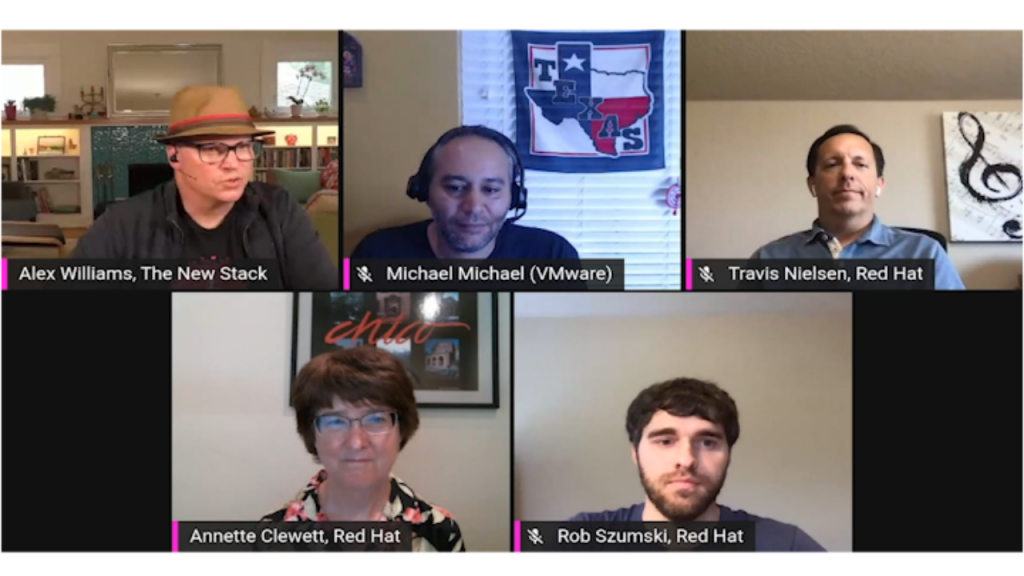 TEXAS
Alex Williams, The New Stack
Michael Michael (VMware)
Travis Nielsen, Red Hat
chico
Annette Clewett, Red Hat
Rob Szumski, Red Hat